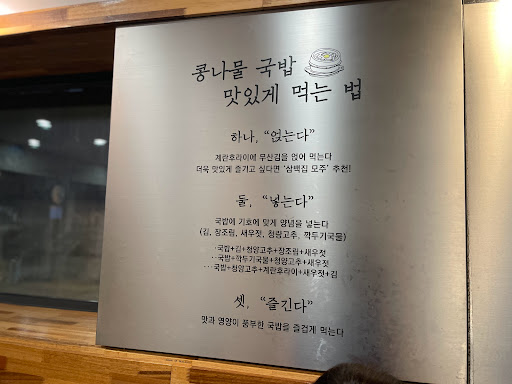 콩나물 국밥
맛있게 먹는 법
하나, “얹는다”
계란후라이에 무산김을 얹어 먹는다
더욱 맛있게 즐기고 싶다면 '삼백집 모주' 추천!
둘, “넣는다”
국밥에 기호에 맞게 양념을 넣는다
(김, 장조림, 새우젓, 청량고추, 깍두기국물)
·국밥+김+청양고추+장조림+새우젓
··국밥+깍두기국물+청양고추+새우젓
···국밥+청양고추+계란후라이+새우젓+김
셋, “즐긴다”
맛과 영양이 풍부한 국밥을 즐겁게 먹는다